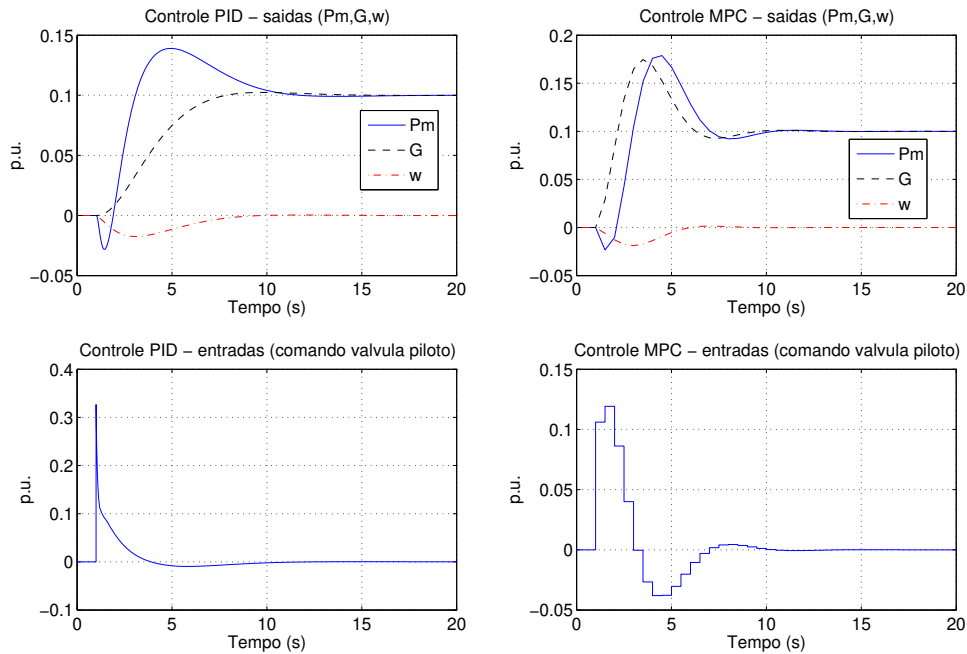 Controle PID − saidas (Pm,G,w)
0.15
0.1
0.05
0
−0.05
p.u.
Pm
G
w
0
5
10
15
20
Tempo (s)
Controle MPC − saidas (Pm,G,w)
0.2
0.15
0.1
0.05
0
−0.05
p.u.
Pm
G
w
0
5
10
15
20
Tempo (s)
Controle PID − entradas (comando valvula piloto)
0.4
0.3
0.2
0.1
0
−0.1
p.u.
0
5
10
15
20
Tempo (s)
Controle MPC − entradas (comando valvula piloto)
0.15
0.1
0.05
0
−0.05
p.u.
0
5
10
15
20
Tempo (s)